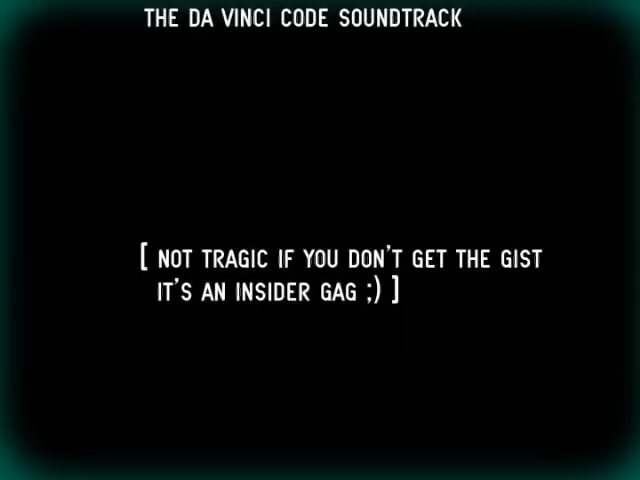 THE DA VINCI CODE SOUNDTRACK
[ NOT TRAGIC IF YOU DON'T GET THE GIST
IT'S AN INSIDER GAG ;) ]